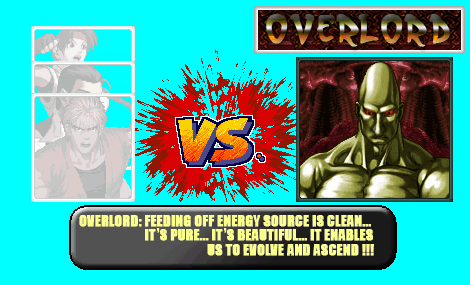 OVERLORD
VS.
OVERLORD: FEEDING OFF ENERGY SOURCE IS CLEAN...
IT'S PURE... IT'S BEAUTIFUL... IT ENABLES
US TO EVOLVE AND ASCEND !!!